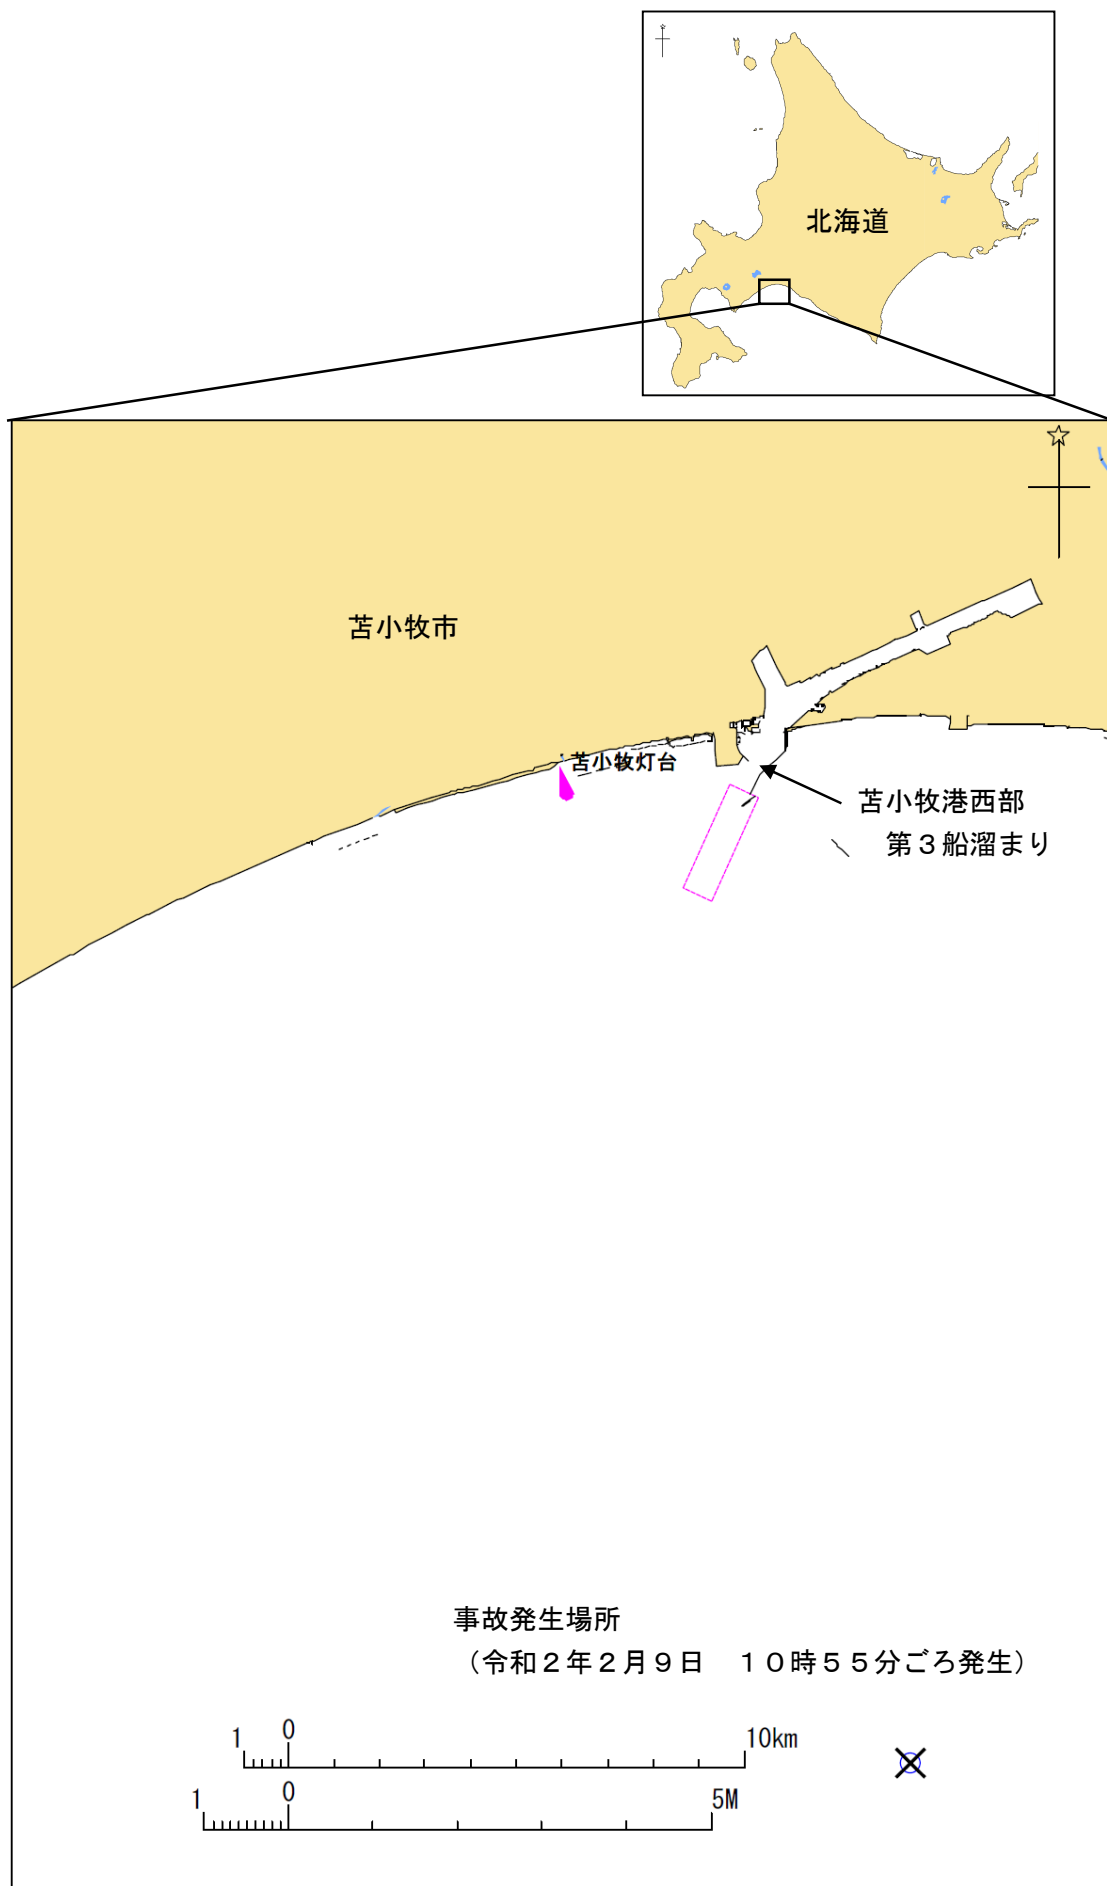 北海道
苫小牧市
苫小牧灯台
苫小牧港西部
第３船溜まり
事故発生場所
（令和２年２月９日　１０時５５分ごろ発生）
1 0 10km
1 0 5M